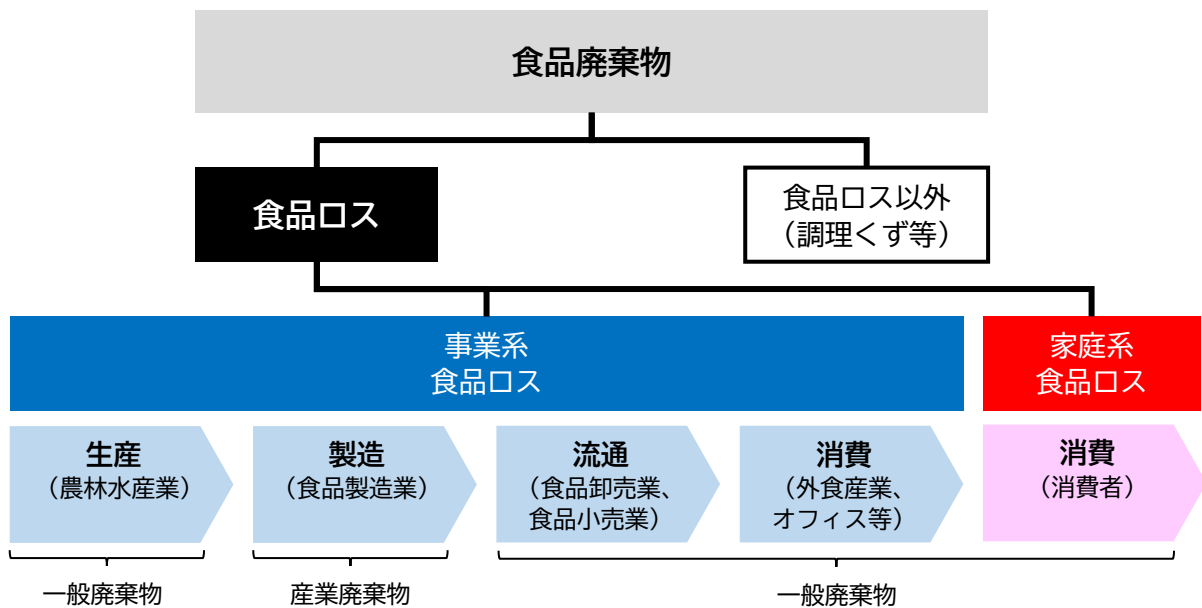 食品廃棄物
食品ロス
食品ロス以外
（調理くず等）
事業系
食品ロス
家庭系
食品ロス
生産
（農林水産業）
製造
（食品製造業）
流通
（食品卸売業、
食品小売業）
消費
（外食産業、
オフィス等）
消費
（消費者）
一般廃棄物
産業廃棄物
一般廃棄物